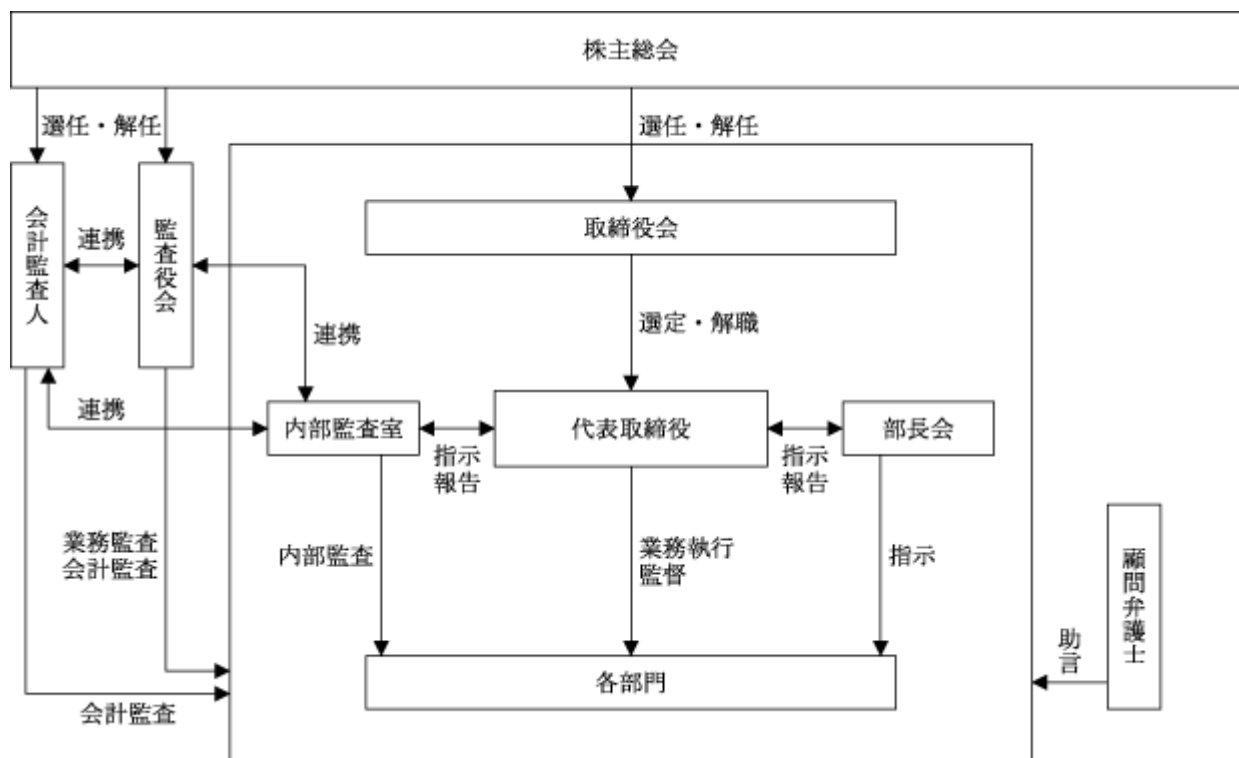 株主総会
選任・解任
選任・解任
会計監査人
連携
監査役会
取締役会
連携
選定・解職
連携
内部監査室
指示
報告
代表取締役
指示
報告
部長会
業務監査
会計監査
内部監査
業務執行
監督
指示
顧問弁護士
助言
各部門
会計監査